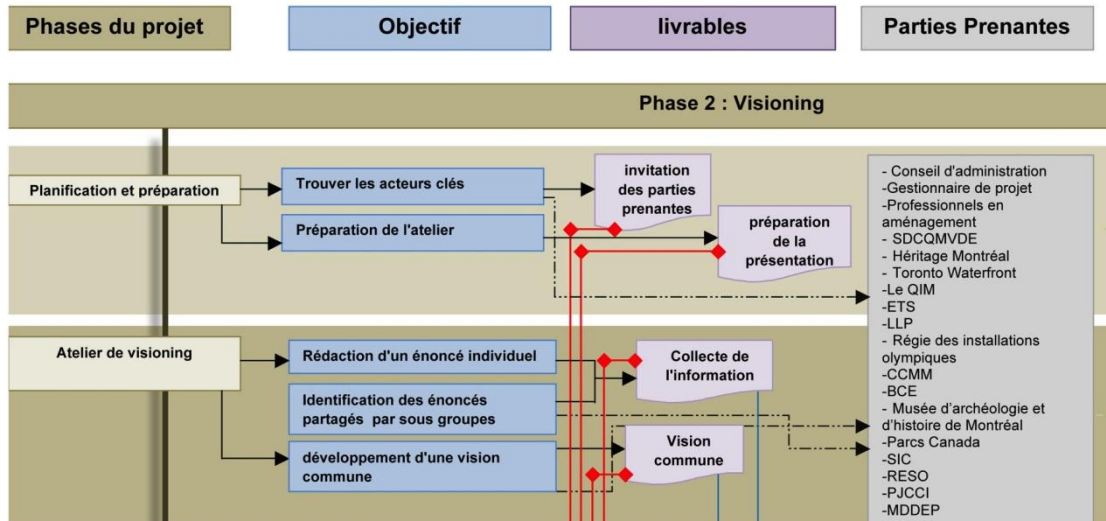 Phases du projet
Objectif
livrables
Parties Prenantes
Phase 2 : Visioning
Planification et préparation
Trouver les acteurs clés
Préparation de l'atelier
invitation
des parties
prenantes
préparation
de la
présentation
Atelier de visioning
Rédaction d'un énoncé individuel
Identification des énoncés
partagés par sous groupes
développement d'une vision
commune
Collecte de
l'information
Vision
commune
- Conseil d'administration
-Gestionnaire de projet
-Professionnels en
aménagement
- SDCQMVDE
- Héritage Montréal
- Toronto Waterfront
-Le QIM
-ETS
-LLP
- Régie des installations
olympiques
-CCMM
-BCE
- Musée d'archéologie et
d'histoire de Montréal
-Parcs Canada
-SIC
-RESO
-PJCCI
-MDDEP